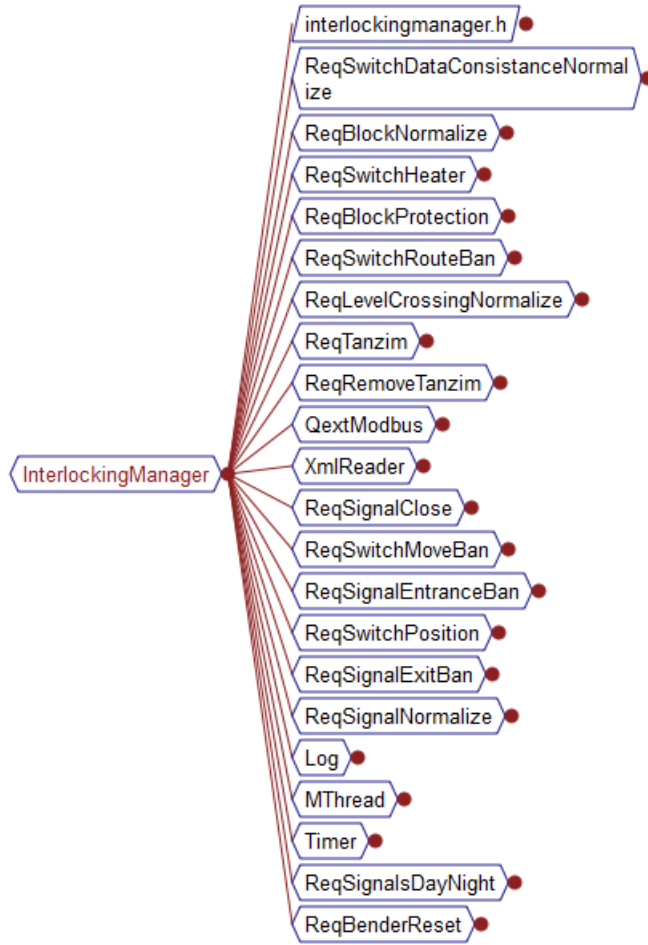 interlockingmanager.h
ReqSwitchDataConsistanceNormal
ize
ReqBlockNormalize
ReqSwitchHeater
ReqBlockProtection
ReqSwitchRouteBan
ReqLevelCrossingNormalize
ReqTanzim
ReqRemoveTanzim
QextModbus
InterlockingManager
XmlReader
ReqSignalClose
ReqSwitchMoveBan
ReqSignalEntranceBan
ReqSwitchPosition
ReqSignalExitBan
ReqSignalNormalize
Log
MThread
Timer
ReqSignalsDayNight
ReqBenderReset